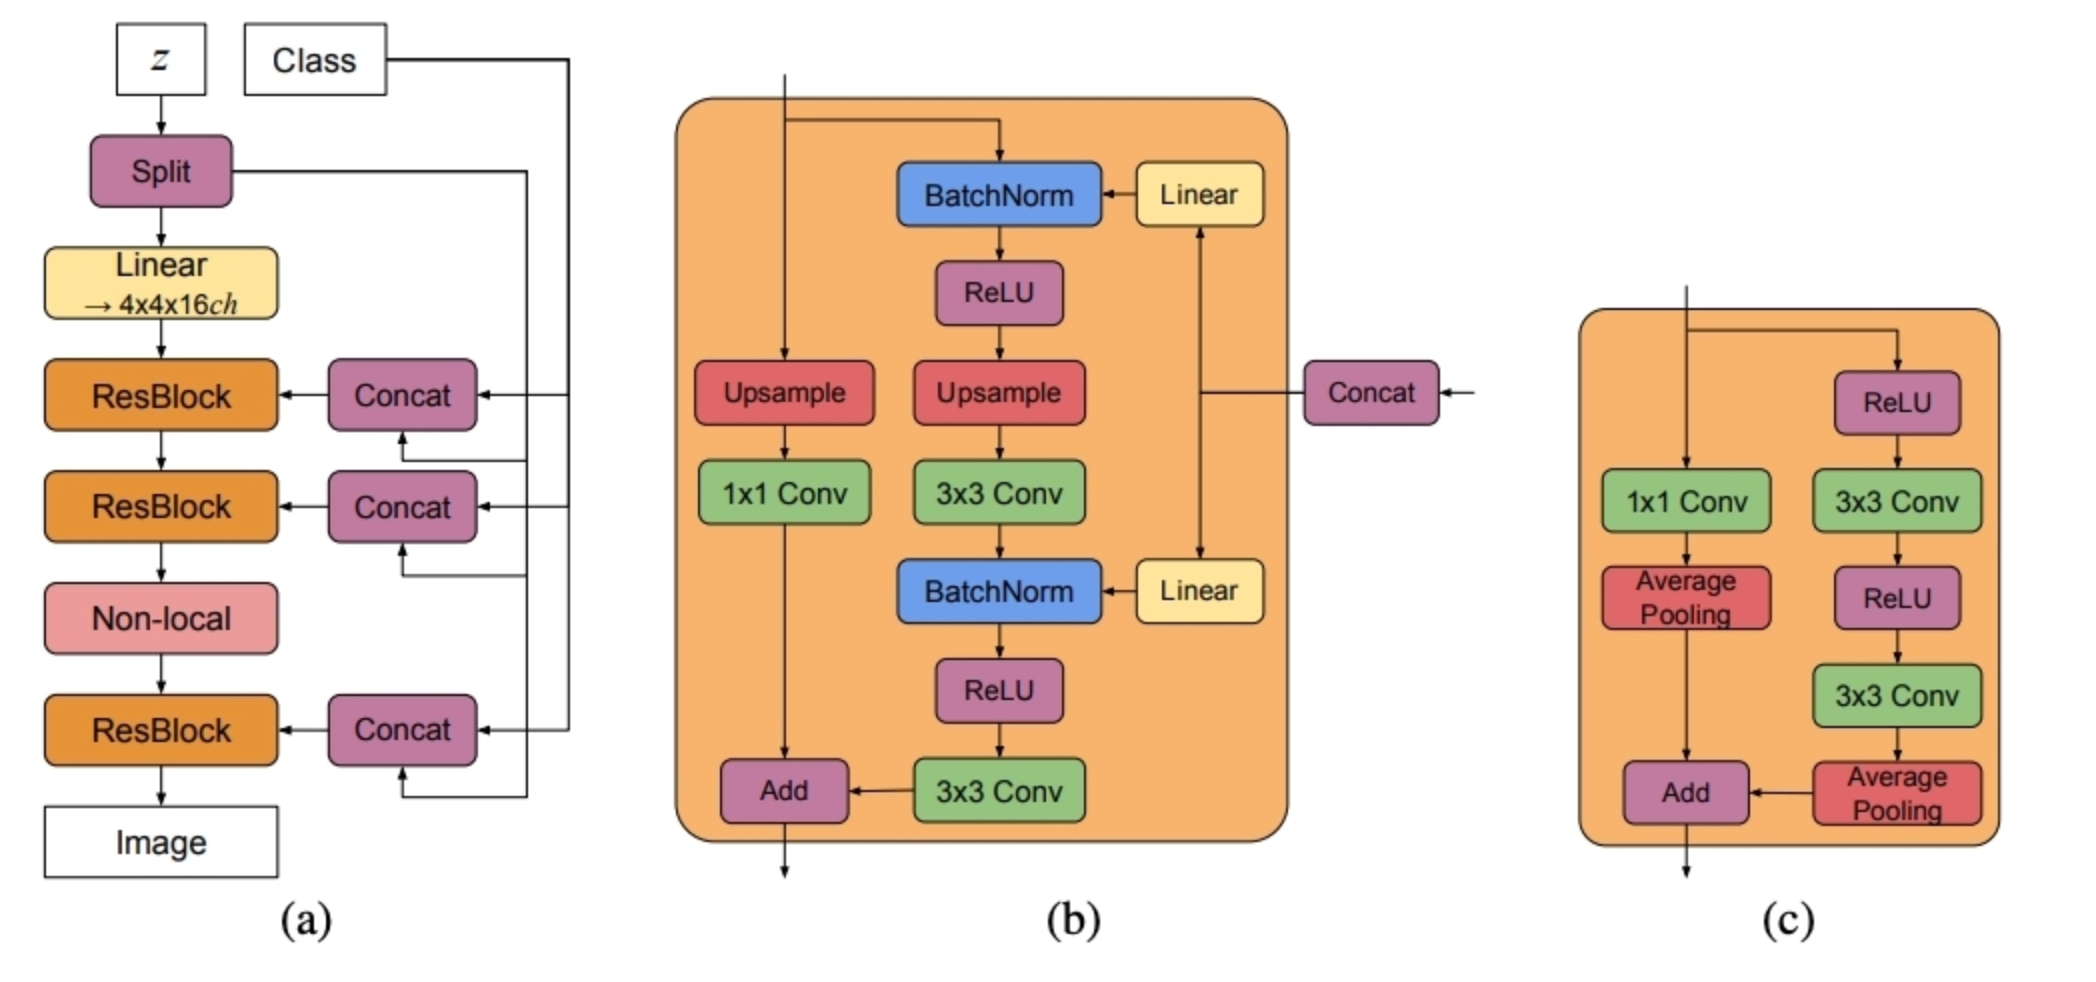 z
Class
Split
Linear
→ 4x4x16ch
ResBlock
Concat
ResBlock
Concat
Non-local
ResBlock
Concat
Image
(a)
BatchNorm
Linear
ReLU
Upsample
Upsample
Concat
1x1 Conv
3x3 Conv
BatchNorm
Linear
ReLU
Add
3x3 Conv
(b)
ReLU
1x1 Conv
3x3 Conv
Average
Pooling
ReLU
3x3 Conv
Add
Average
Pooling
(c)